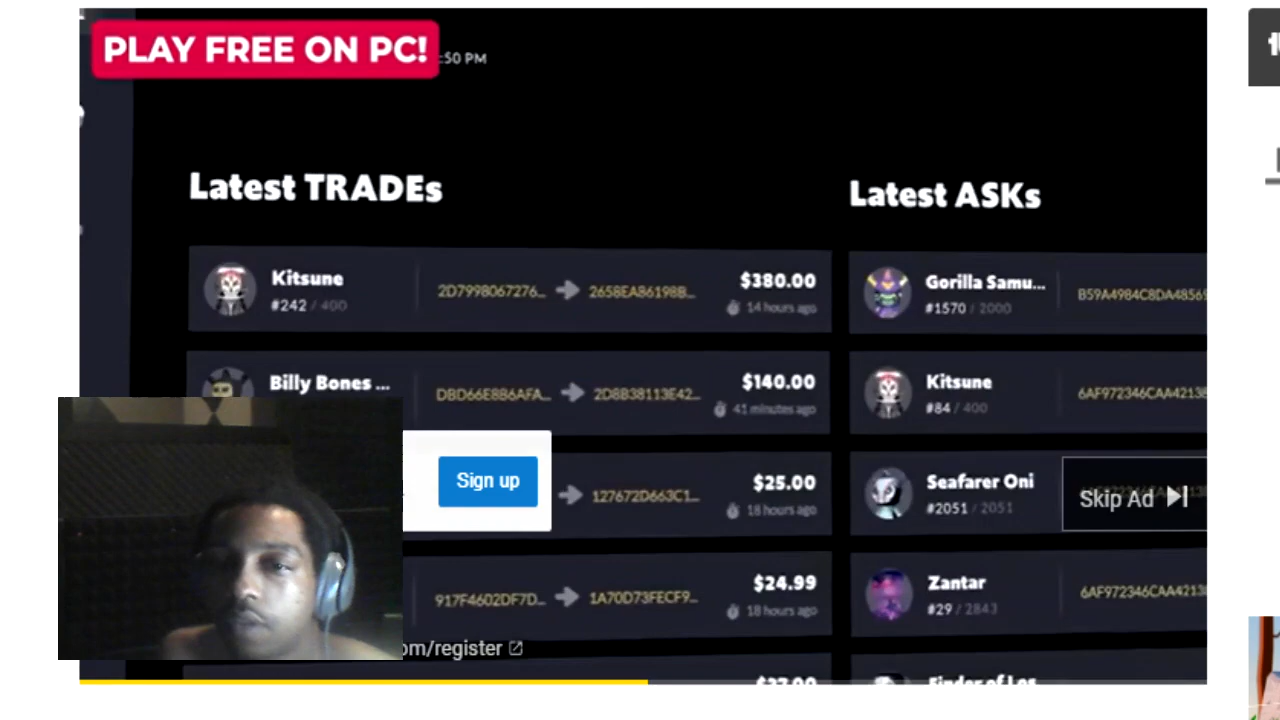 PLAY FREE ON PC!
:50 PM
Latest TRADEs
Latest ASKs
Kitsune
#242 / 400
2D7998067276...
2658EA86198B...
$380.00
14 hours ago
Gorilla Samu...
#1570 / 2000
B59A4984C8DA4856
Billy Bones ...
DBD66E886AFA...
2D8B38113E42...
$140.00
41 minutes ago
Kitsune
#84 / 400
6AF972346CAA4213
Sign up
127672D663C1...
$25.00
18 hours ago
Seafarer Oni
#2051 / 2051
Skip Ad
917F4602DF7D...
1A70D73FECF9...
$24.99
18 hours ago
Zantar
#29 / 2843
6AF972346CAA4213
om/register